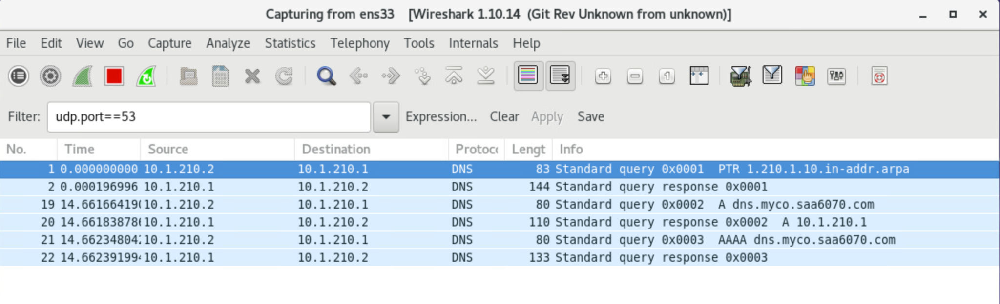 Capturing from ens33 [Wireshark 1.10.14 (Git Rev Unknown from unknown)]
File Edit View Go Capture Analyze Statistics Telephony Tools Internals Help
Filter: udp.port==53 Expression... Clear Apply Save
No. Time Source Destination Protoc Lengt Info
1 0.000000000 10.1.210.2 10.1.210.1 DNS 83 Standard query 0x0001 PTR 1.210.1.10.in-addr.arpa
2 0.000196996 10.1.210.1 10.1.210.2 DNS 144 Standard query response 0x0001
19 14.66166419 10.1.210.2 10.1.210.1 DNS 80 Standard query 0x0002 A dns.myco.saa6070.com
20 14.66183878 10.1.210.1 10.1.210.2 DNS 110 Standard query response 0x0002 A 10.1.210.1
21 14.66234804 10.1.210.2 10.1.210.1 DNS 80 Standard query 0x0003 AAAA dns.myco.saa6070.com
22 14.66239199 10.1.210.1 10.1.210.2 DNS 133 Standard query response 0x0003